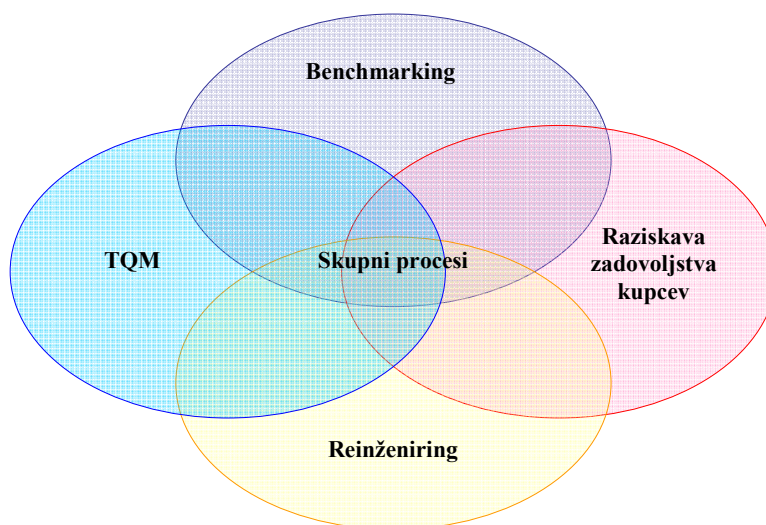 Benchmarking
TQM
Skupni procesi
Raziskava
zadovoljstva
kupcev
Reinženiring